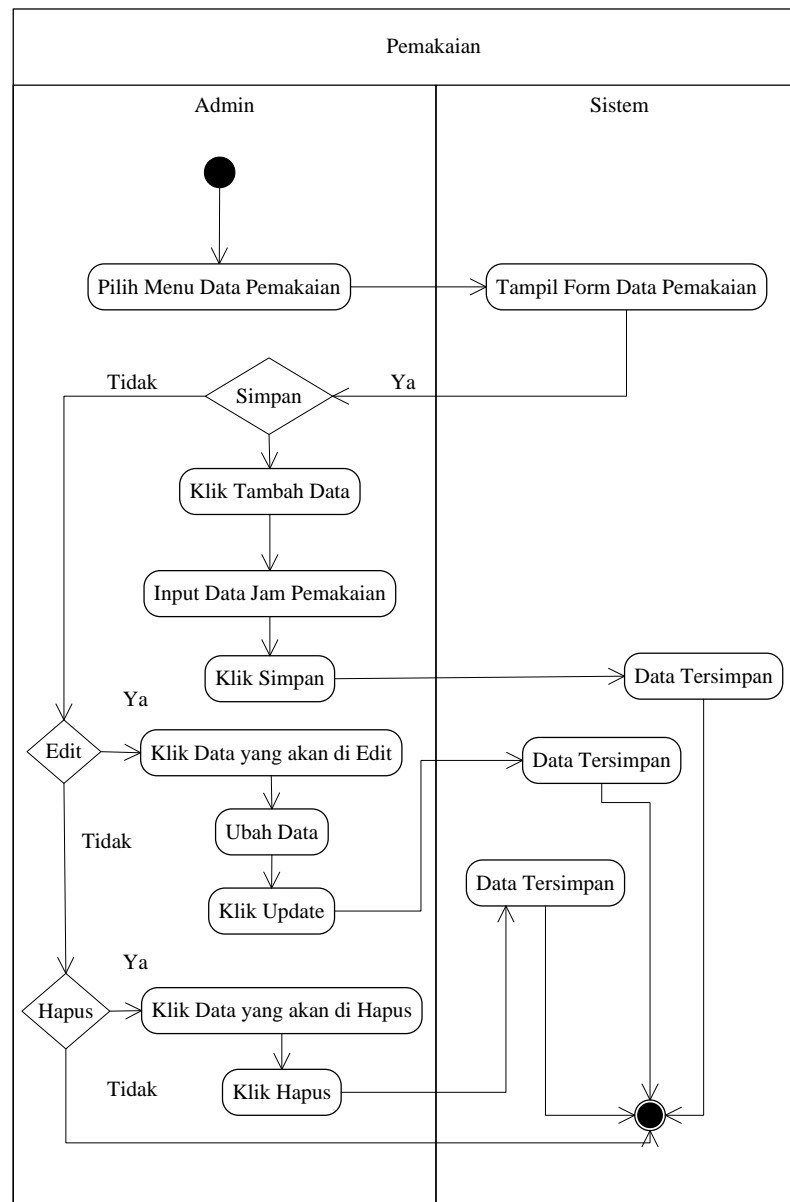 Pemakaian
Admin
Sistem
Pilih Menu Data Pemakaian
Tampil Form Data Pemakaian
Tidak
Simpan
Ya
Klik Tambah Data
Input Data Jam Pemakaian
Klik Simpan
Data Tersimpan
Ya
Edit
Klik Data yang akan di Edit
Data Tersimpan
Tidak
Ubah Data
Data Tersimpan
Klik Update
Ya
Hapus
Klik Data yang akan di Hapus
Tidak
Klik Hapus